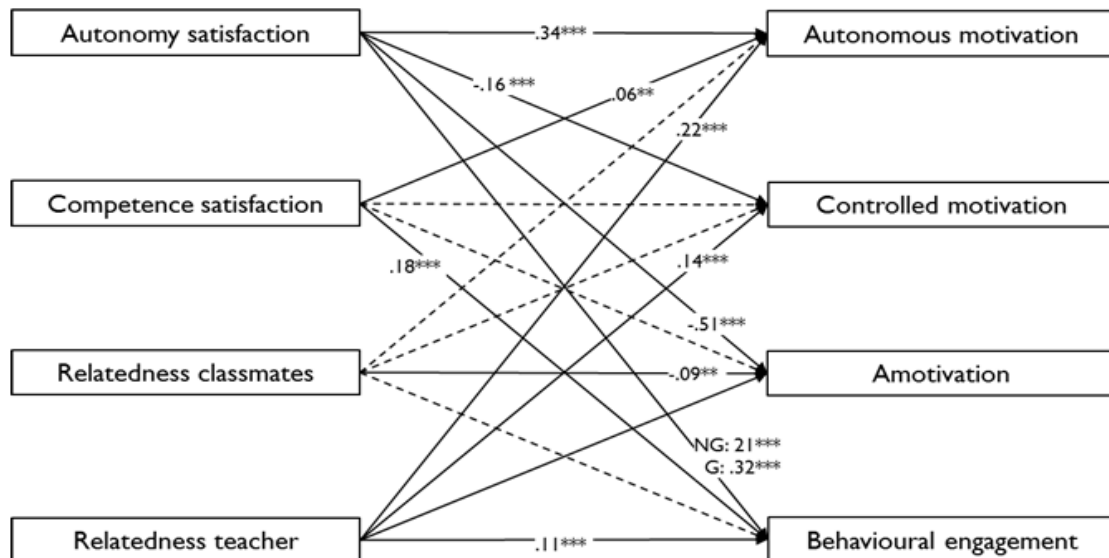 Autonomy satisfaction
.34***
Autonomous motivation
-.16***
.06**
.22***
Competence satisfaction
Controlled motivation
.18***
.14***
-.51***
Relatedness classmates
-.09**
Amotivation
NG: 21***
G: .32***
Relatedness teacher
.11***
Behavioural engagement